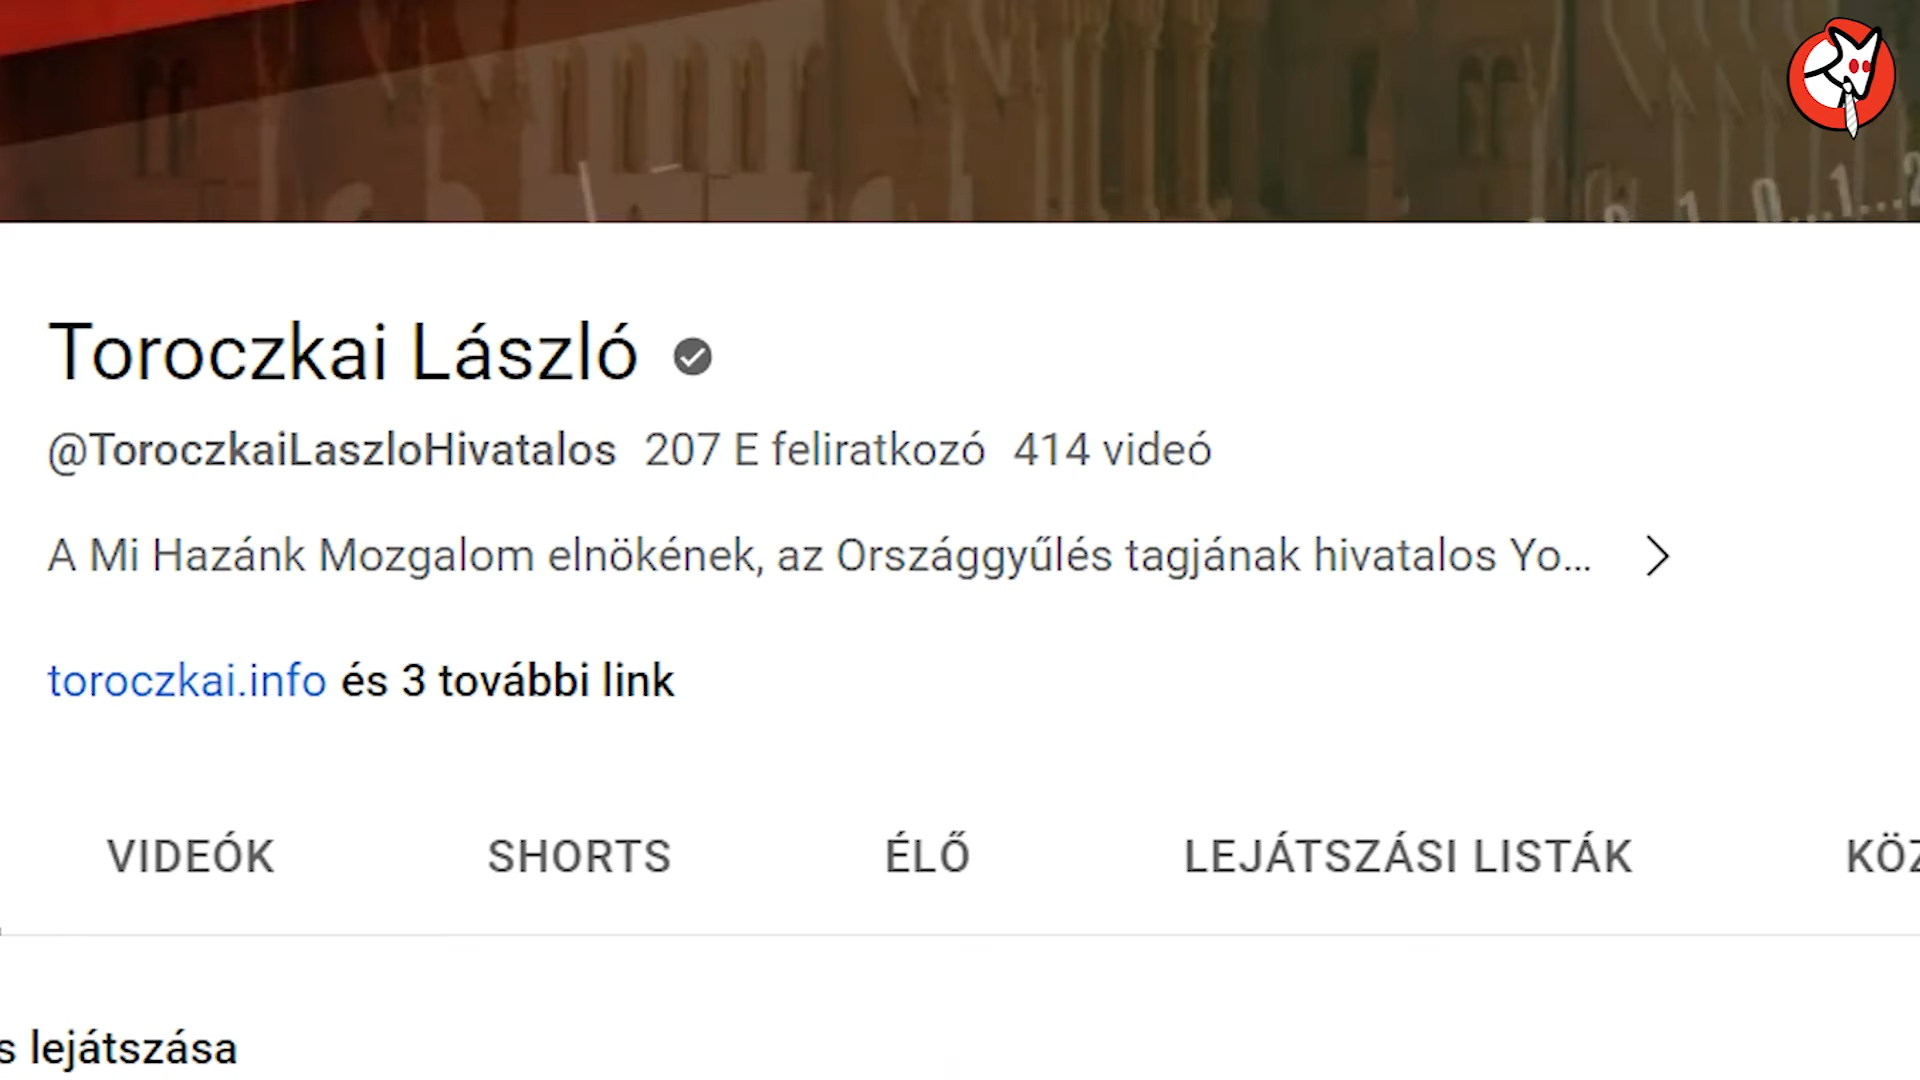 Toroczkai László
@ToroczkaiLaszloHivatalos 207 E feliratkozó 414 videó
A Mi Hazánk Mozgalom elnökének, az Országgyűlés tagjának hivatalos Yo...
toroczkai.info és 3 további link
VIDEÓK SHORTS ÉLŐ LEJÁTSZÁSI LISTÁK KÖZ
s lejátszása